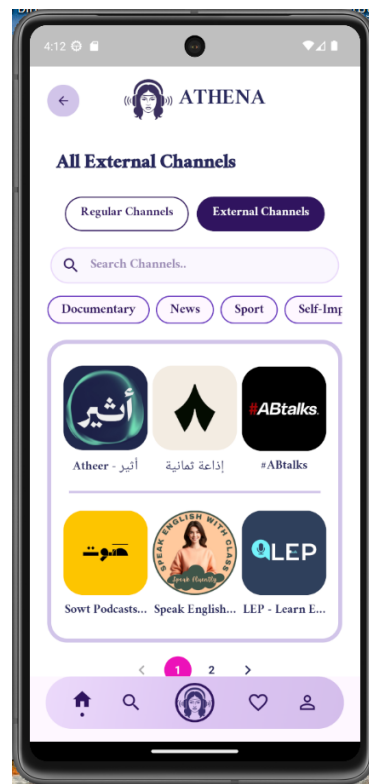 4:12
ATHENA
All External Channels
Regular Channels
External Channels
Search Channels..
Documentary
News
Sport
Self-Imp
أثير
#ABtalks.
Atheer - أثير
إذاعة ثمانية
#ABtalks
صوت
SPEAK ENGLISH WITH CLASS
Speak Fluently
LEP
Sowt Podcasts...
Speak English...
LEP - Learn E...
1
2